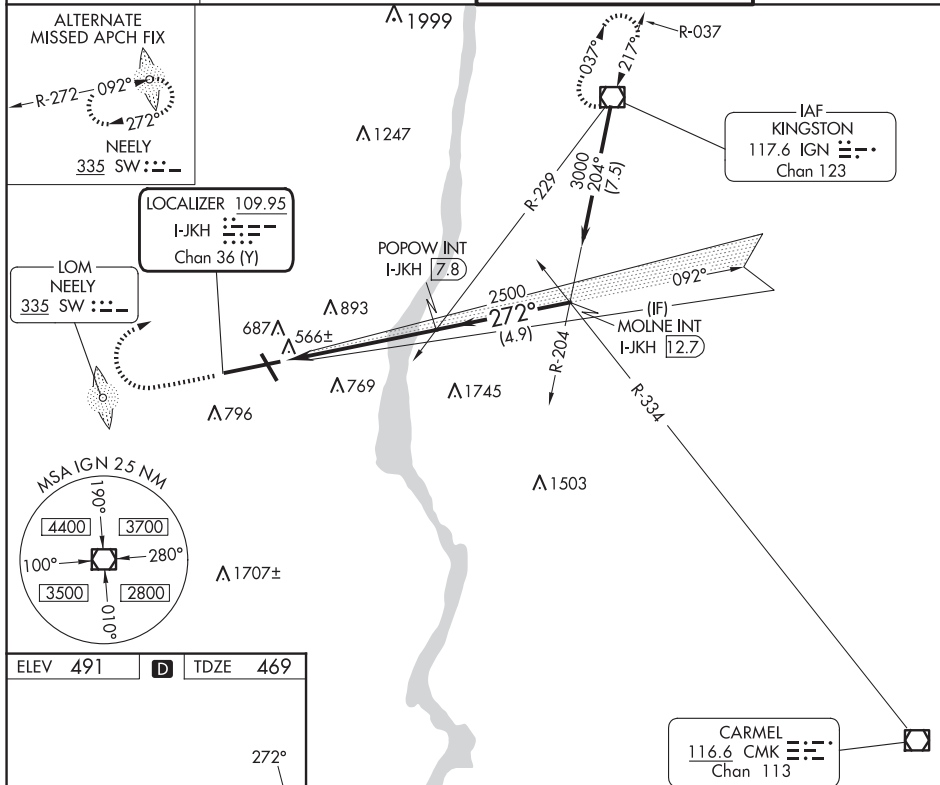 ALTERNATE
MISSED APCH FIX
R-272
092°
272°
NEELY
335 SW
1999
R-037
037°
217°
IAF
KINGSTON
117.6 IGN
Chan 123
1247
3000
204°
(7.5)
R-229
LOCALIZER 109.95
I-JKH
Chan 36 (Y)
POPOW INT
I-JKH 7.8
LOM
NEELY
335 SW
893
687
566±
2500
272°
(4.9)
092°
(IF)
MOLNE INT
I-JKH 12.7
R-204
R-334
769
1745
796
1503
MSA IGN 25 NM
190°
4400
3700
100°
280°
3500
2800
010°
1707±
ELEV 491
D
TDZE 469
272°
CARMEL
116.6 CMK
Chan 113